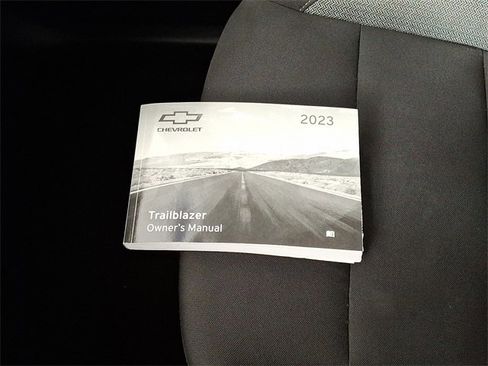 CHEVROLET
2023
Trailblazer
Owner's Manual